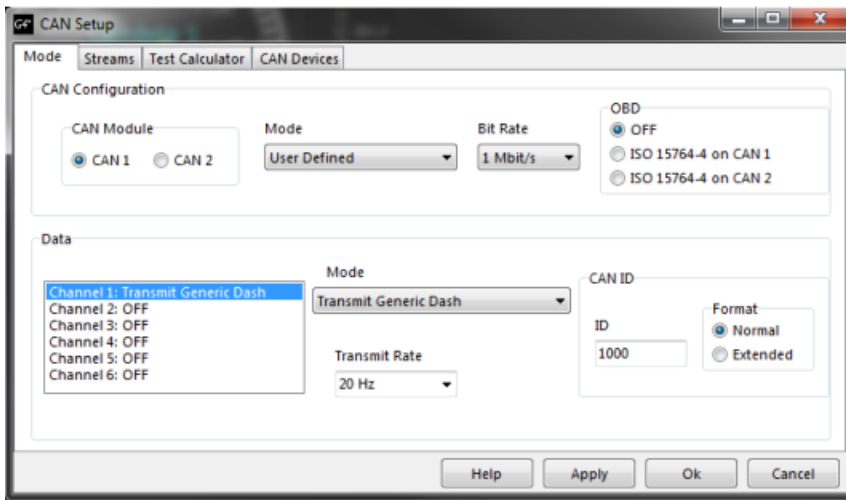 G4+ CAN Setup
Mode Streams Test Calculator CAN Devices
CAN Configuration
CAN Module
CAN 1 CAN 2
Mode
User Defined
Bit Rate
1 Mbit/s
OBD
OFF
ISO 15764-4 on CAN 1
ISO 15764-4 on CAN 2
Data
Channel 1: Transmit Generic Dash
Channel 2: OFF
Channel 3: OFF
Channel 4: OFF
Channel 5: OFF
Channel 6: OFF
Mode
Transmit Generic Dash
Transmit Rate
20 Hz
CAN ID
ID
1000
Format
Normal
Extended
Help Apply Ok Cancel